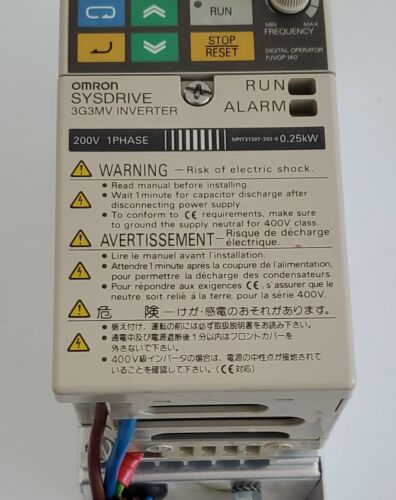 RUN
STOP
RESET
MIN MAX
FREQUENCY
DIGITAL OPERATOR
PJVOP140
OMRON
SYSDRIVE
3G3MV INVERTER
RUN
ALARM
200V 1PHASE
NPIT31307-303-0 0.25kW
WARNING — Risk of electric shock.
● Read manual before installing.
● Wait 1 minute for capacitor discharge after
disconnecting power supply.
● To conform to CE requirements, make sure
to ground the supply neutral for 400V class.
AVERTISSEMENT — Risque de décharge
électrique.
● Lire le manuel avant l'installation.
● Attendre 1 minute après la coupure de l'alimentation,
pour permettre la décharge des condensateurs.
● Pour répondre aux exigences CE, s'assurer que le
neutre soit relié à la terre, pour la série 400V.
危 険 — けが・感電のおそれがあります。
● 据え付け、運転の前には必ず取扱説明書をお読み下さい。
● 通電中及び電源遮断後1分以内はフロントカバーを
外さないで下さい。
● 400V級インバータの場合は、電源の中性点が接地されて
いる事を確認して下さい。(CE対応)